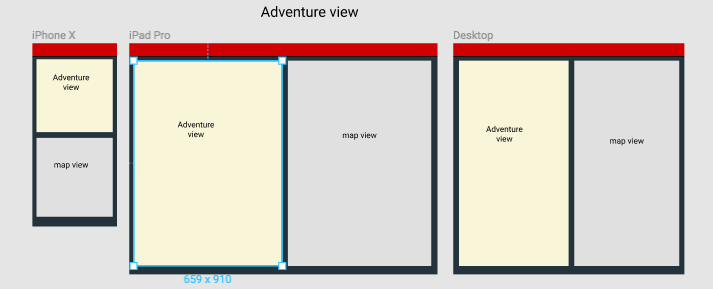 Adventure view
iPhone X
iPad Pro
Desktop
Adventure
view
map view
Adventure
view
map view
Adventure
view
map view
659 x 910